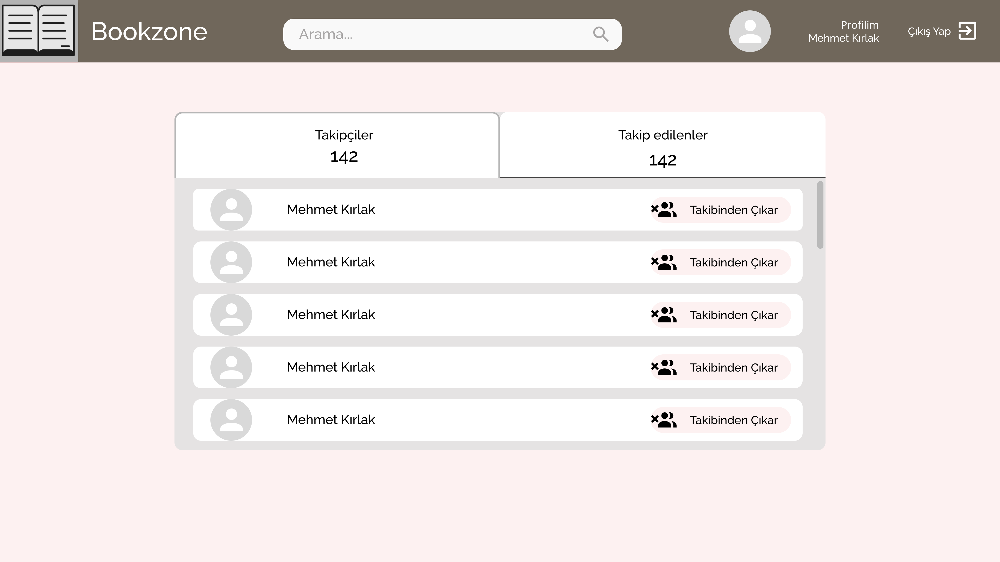 Bookzone
Arama...
Profilim
Mehmet Kırlak
Çıkış Yap
Takipçiler
142
Takip edilenler
142
Mehmet Kırlak
Takibinden Çıkar
Mehmet Kırlak
Takibinden Çıkar
Mehmet Kırlak
Takibinden Çıkar
Mehmet Kırlak
Takibinden Çıkar
Mehmet Kırlak
Takibinden Çıkar